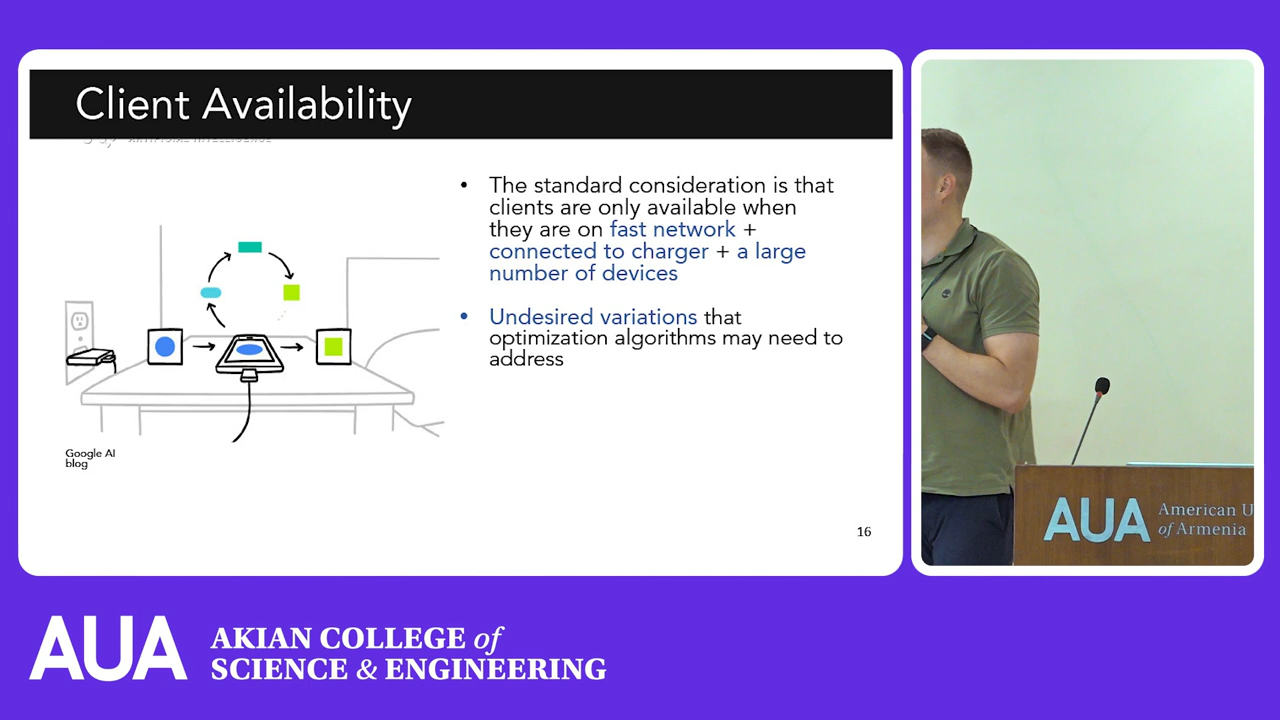 Client Availability
ARTIFICIAL INTELLIGENCE
• The standard consideration is that
clients are only available when
they are on fast network +
connected to charger + a large
number of devices
• Undesired variations that
optimization algorithms may need to
address
Google AI
blog
16
AUA American U
of Armenia
AUA AKIAN COLLEGE of
SCIENCE & ENGINEERING